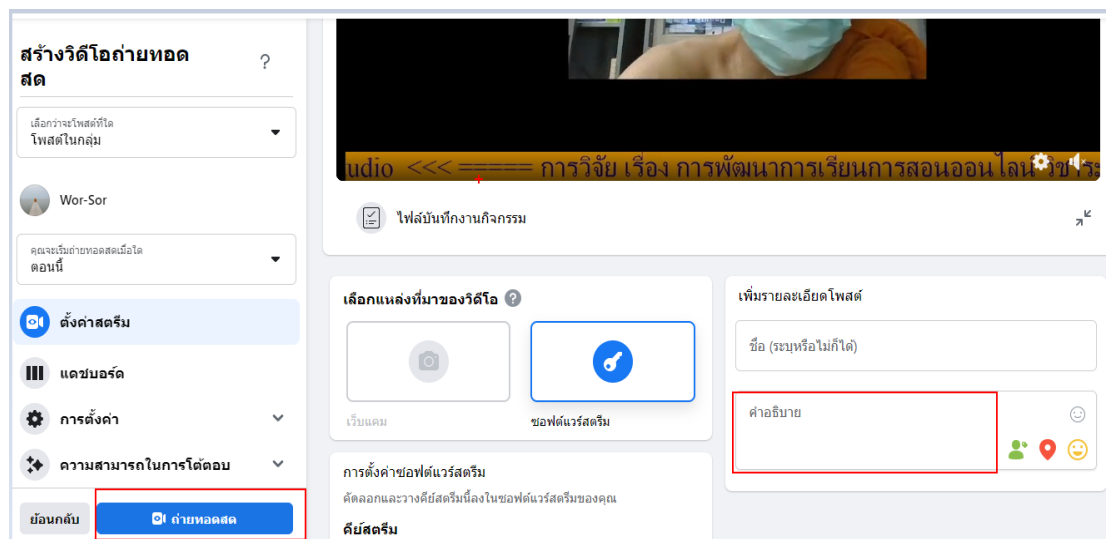 สร้างวิดีโอถ่ายทอด
สด
?
เลือกว่าจะโพสต์ที่ใด
โพสต์ในกลุ่ม
Wor-Sor
คุณจะเริ่มถ่ายทอดสดเมื่อใด
ตอนนี้
ตั้งค่าสตรีม
แดชบอร์ด
การตั้งค่า
ความสามารถในการโต้ตอบ
ย้อนกลับ
ถ่ายทอดสด
udio <<< ===== การวิจัย เรื่อง การพัฒนาการเรียนการสอนออนไลน์ วิชาระ
ไฟล์บันทึกงานกิจกรรม
เลือกแหล่งที่มาของวิดีโอ ?
เว็บแคม
ซอฟต์แวร์สตรีม
การตั้งค่าซอฟต์แวร์สตรีม
คัดลอกและวางคีย์สตรีมนี้ลงในซอฟต์แวร์สตรีมของคุณ
คีย์สตรีม
เพิ่มรายละเอียดโพสต์
ชื่อ (ระบุหรือไม่ก็ได้)
คำอธิบาย